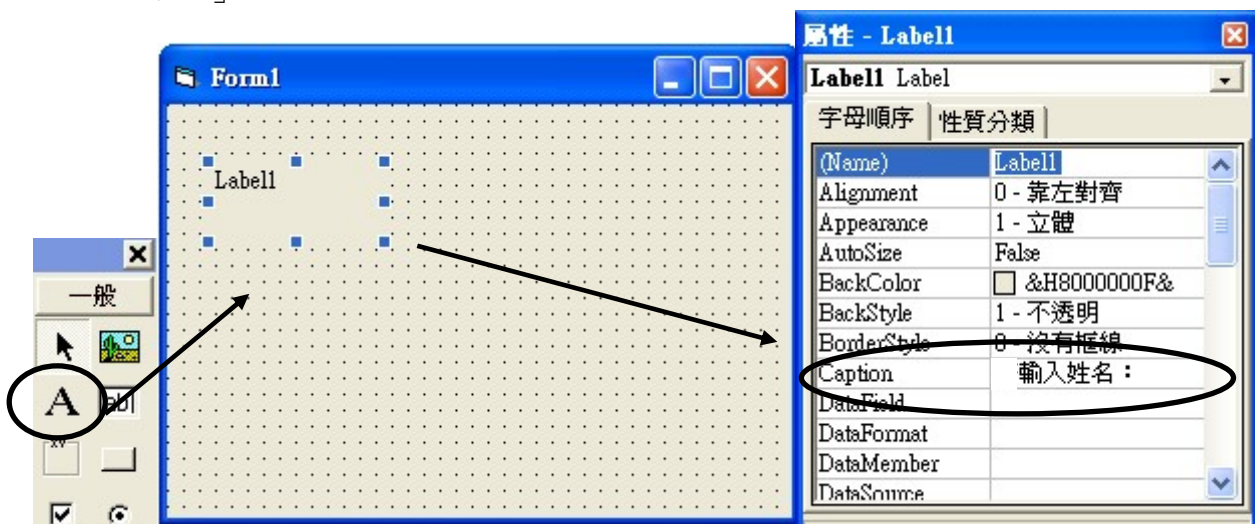 」
Form1
Label1
一般
A
ab|
XY
屬性 - Label1
Label1 Label
字母順序 性質分類
(Name) Label1
Alignment 0 - 靠左對齊
Appearance 1 - 立體
AutoSize False
BackColor &H8000000F&
BackStyle 1 - 不透明
BorderStyle 0 - 沒有框線
Caption 輸入姓名：
DataField
DataFormat
DataMember
DataSource